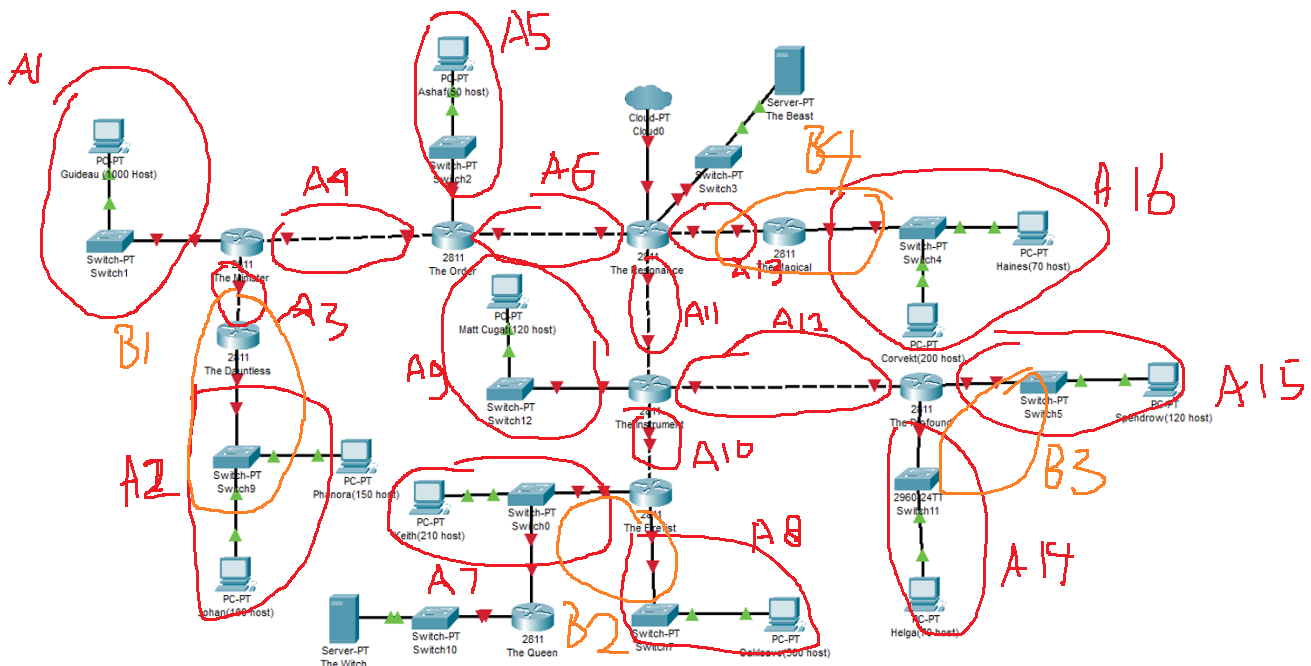 A5
A1
PC-PT
Ashaf(50 host)
Server-PT
The Beast
Cloud-PT
Cloud0
B4
PC-PT
Guideau (1000 Host)
Switch-PT
Switch2
Switch-PT
Switch3
A4
A6
A16
Switch-PT
Switch1
2811
The Minister
2811
The Order
2811
The Resonance
2811
The Magical
Switch-PT
Switch4
PC-PT
Haines(70 host)
A13
A3
B1
PC-PT
Matt Cugat(120 host)
A11
A12
PC-PT
Corvekt(200 host)
2811
The Dauntless
A9
Switch-PT
Switch12
2811
The Instrument
2811
The Profound
Switch-PT
Switch5
PC-PT
Spendrow(120 host)
A15
A2
Switch-PT
Switch9
PC-PT
Phanora(150 host)
A10
B3
PC-PT
Keith(210 host)
Switch-PT
Switch0
2811
The Firelist
2960-24TT
Switch11
A8
A7
A14
PC-PT
Johan(100 host)
Server-PT
The Witch
Switch-PT
Switch10
2811
The Queen
B2
Switch-PT
Switch7
PC-PT
Oakleave(500 host)
PC-PT